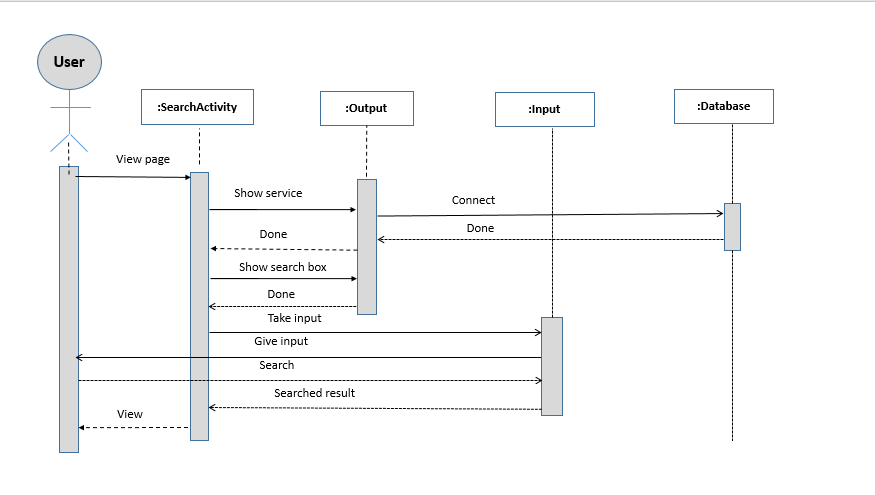 User
:SearchActivity
:Output
:Input
:Database
View page
Show service
Connect
Done
Done
Show search box
Done
Take input
Give input
Search
Searched result
View